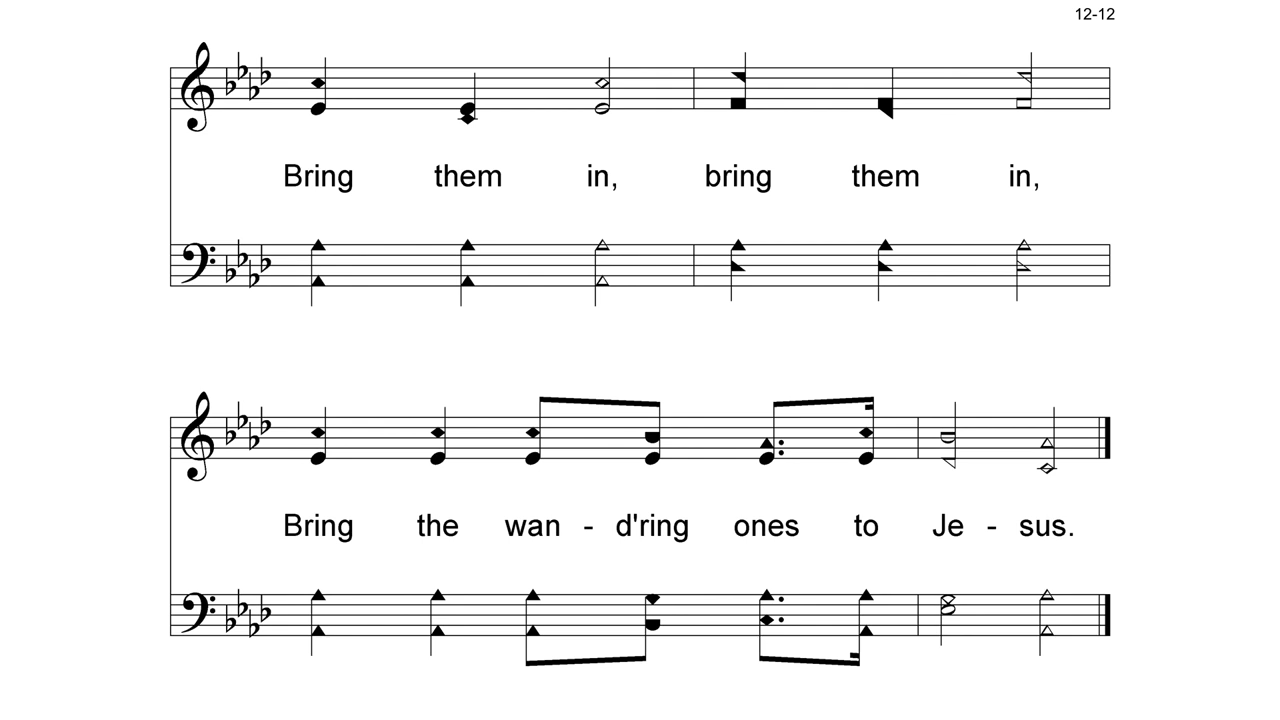 12-12
Bring them in, bring them in,
Bring the wan - d'ring ones to Je - sus.